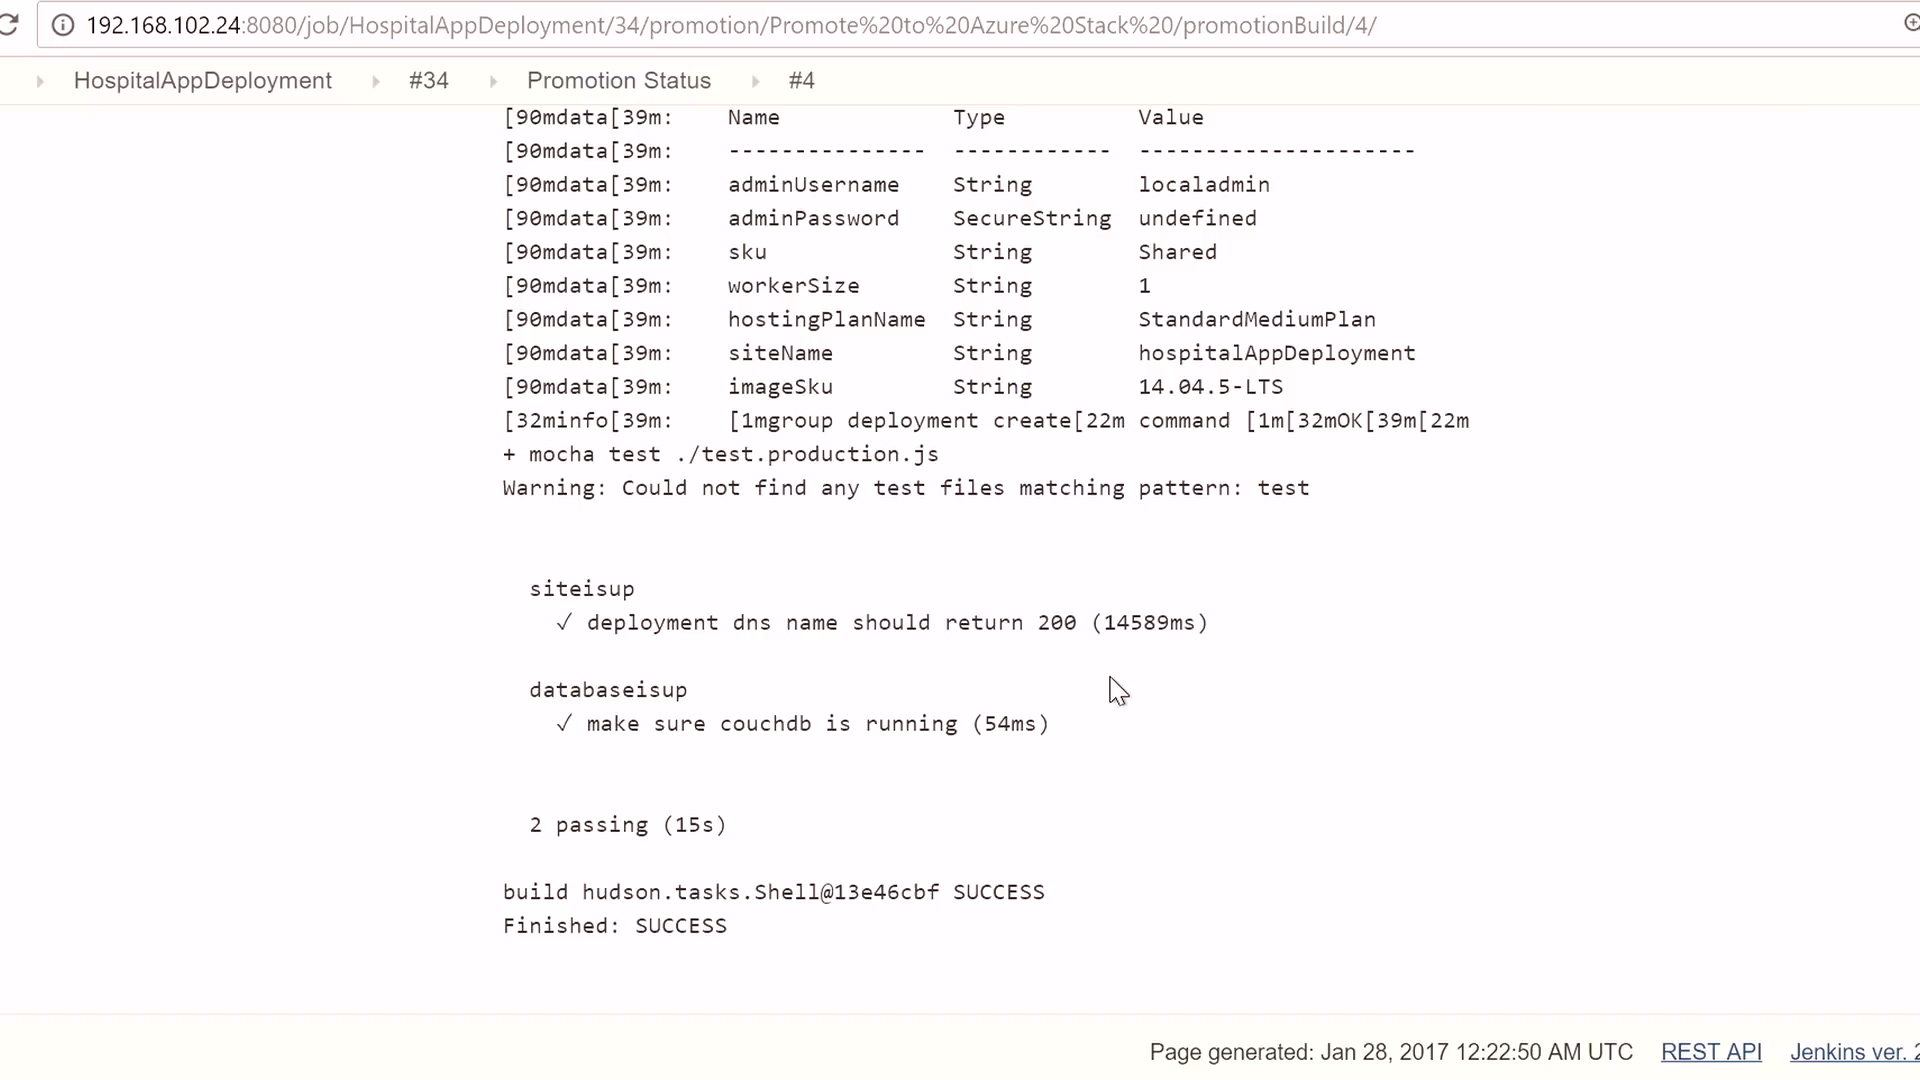 192.168.102.24:8080/job/HospitalAppDeployment/34/promotion/Promote%20to%20Azure%20Stack%20/promotionBuild/4/
HospitalAppDeployment #34 Promotion Status #4
[90mdata[39m: Name Type Value
[90mdata[39m: --------------- ------------ ---------------------
[90mdata[39m: adminUsername String localadmin
[90mdata[39m: adminPassword SecureString undefined
[90mdata[39m: sku String Shared
[90mdata[39m: workerSize String 1
[90mdata[39m: hostingPlanName String StandardMediumPlan
[90mdata[39m: siteName String hospitalAppDeployment
[90mdata[39m: imageSku String 14.04.5-LTS
[32minfo[39m: [1mgroup deployment create[22m command [1m[32mOK[39m[22m
+ mocha test ./test.production.js
Warning: Could not find any test files matching pattern: test
siteisup
✓ deployment dns name should return 200 (14589ms)
databaseisup
✓ make sure couchdb is running (54ms)
2 passing (15s)
build hudson.tasks.Shell@13e46cbf SUCCESS
Finished: SUCCESS
Page generated: Jan 28, 2017 12:22:50 AM UTC REST API Jenkins ver.